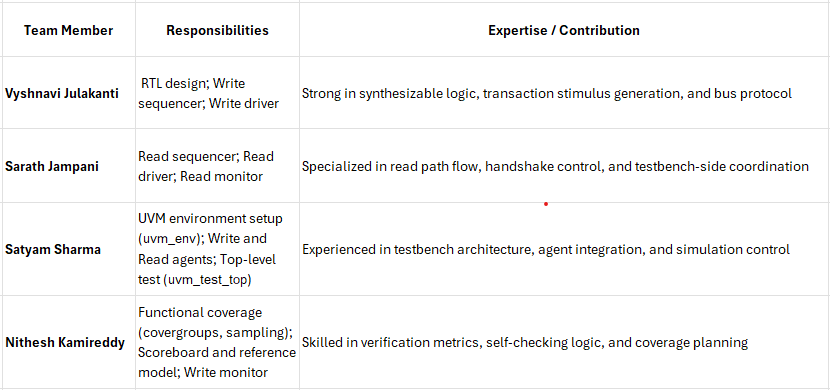 Team Member Responsibilities Expertise / Contribution
Vyshnavi Julakanti
RTL design; Write
sequencer; Write driver
Strong in synthesizable logic, transaction stimulus generation, and bus protocol
Sarath Jampani
Read sequencer; Read
driver; Read monitor
Specialized in read path flow, handshake control, and testbench-side coordination
Satyam Sharma
UVM environment setup
(uvm_env); Write and
Read agents; Top-level
test (uvm_test_top)
Experienced in testbench architecture, agent integration, and simulation control
Nithesh Kamireddy
Functional coverage
(covergroups, sampling);
Scoreboard and reference
model; Write monitor
Skilled in verification metrics, self-checking logic, and coverage planning